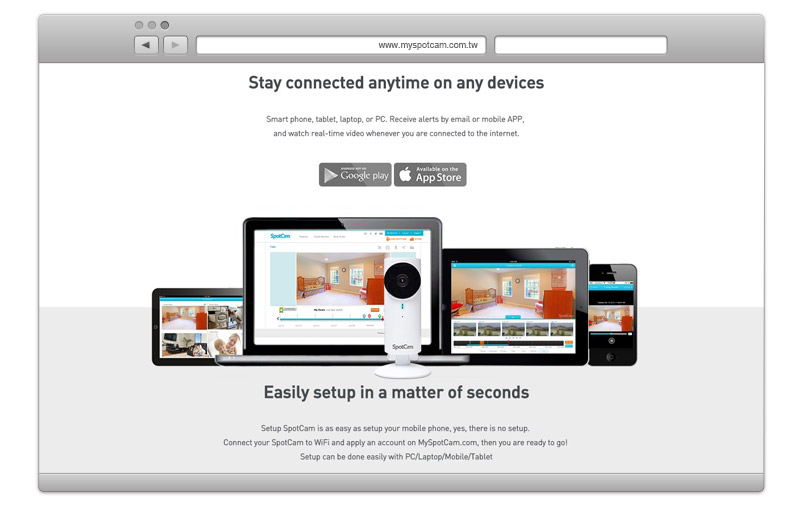 www.myspotcam.com.tw
Stay connected anytime on any devices
Smart phone, tablet, laptop, or PC. Receive alerts by email or mobile APP,
and watch real-time video whenever you are connected to the internet.
Google play
Available on the
App Store
SpotCam
My Room
SpotCam
SpotCam
Easily setup in a matter of seconds
Setup SpotCam is as easy as setup your mobile phone, yes, there is no setup.
Connect your SpotCam to WiFi and apply an account on MySpotCam.com, then you are ready to go!
Setup can be done easily with PC/Laptop/Mobile/Tablet